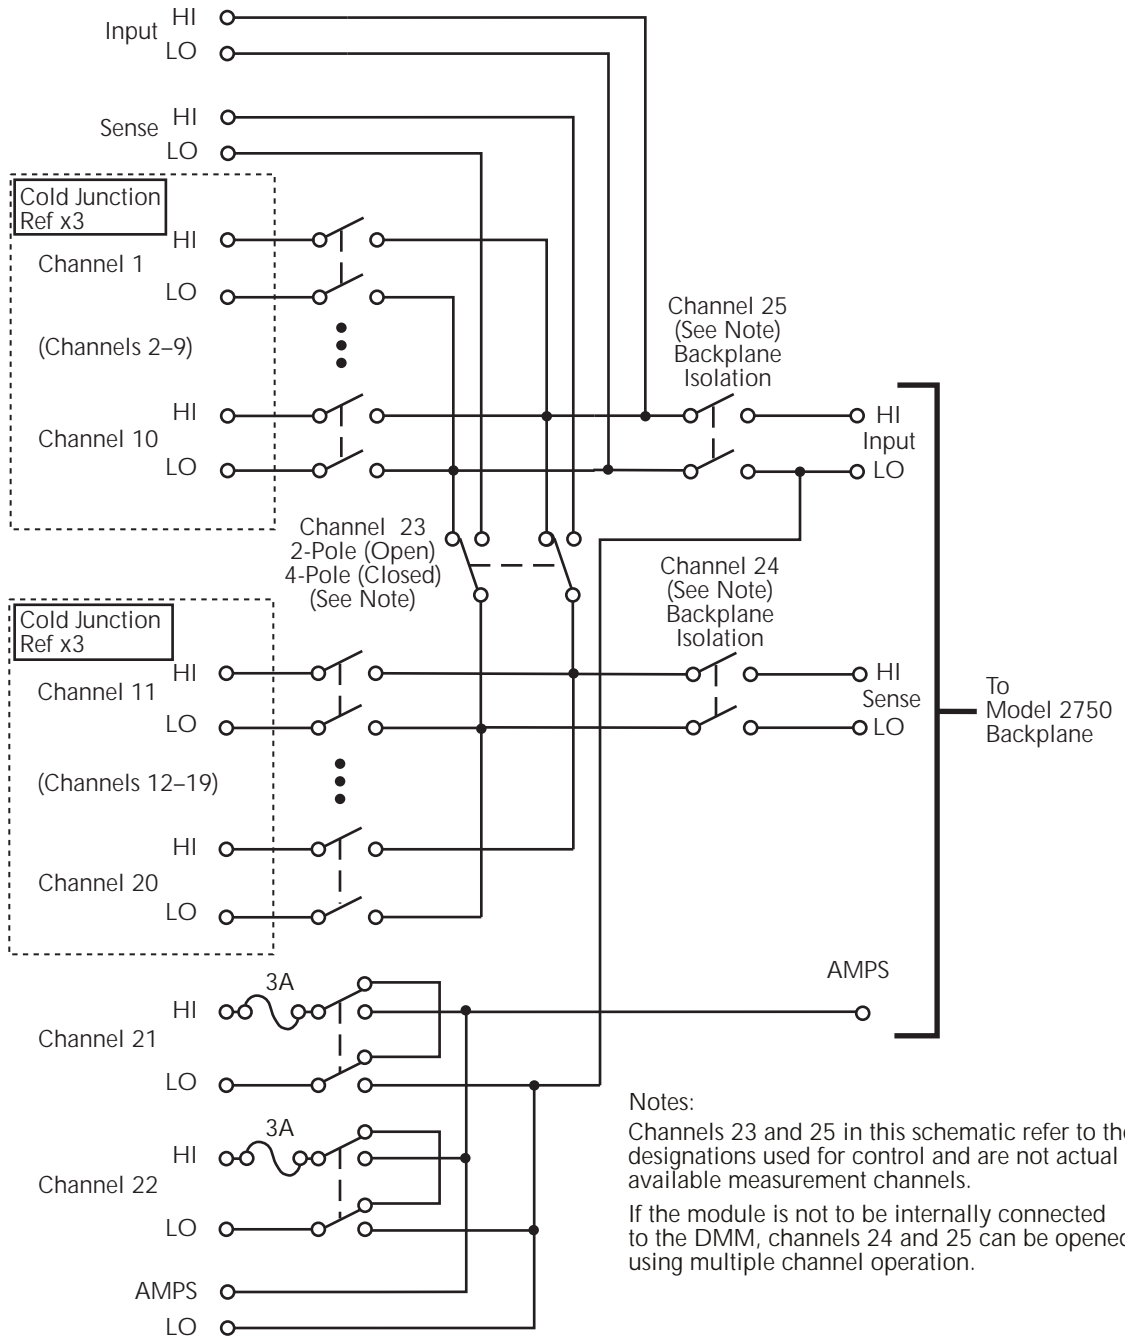 Input
HI
LO
Sense
HI
LO
Cold Junction
Ref x3
HI
Channel 1
LO
(Channels 2–9)
HI
Channel 10
LO
Channel 25
(See Note)
Backplane
Isolation
HI
Input
LO
Channel 23
2-Pole (Open)
4-Pole (Closed)
(See Note)
Channel 24
(See Note)
Backplane
Isolation
Cold Junction
Ref x3
HI
Channel 11
LO
(Channels 12–19)
HI
Channel 20
LO
HI
Sense
LO
To
Model 2750
Backplane
AMPS
3A
HI
Channel 21
LO
3A
HI
Channel 22
LO
AMPS
LO
Notes:
Channels 23 and 25 in this schematic refer to the
designations used for control and are not actual
available measurement channels.
If the module is not to be internally connected
to the DMM, channels 24 and 25 can be opened
using multiple channel operation.